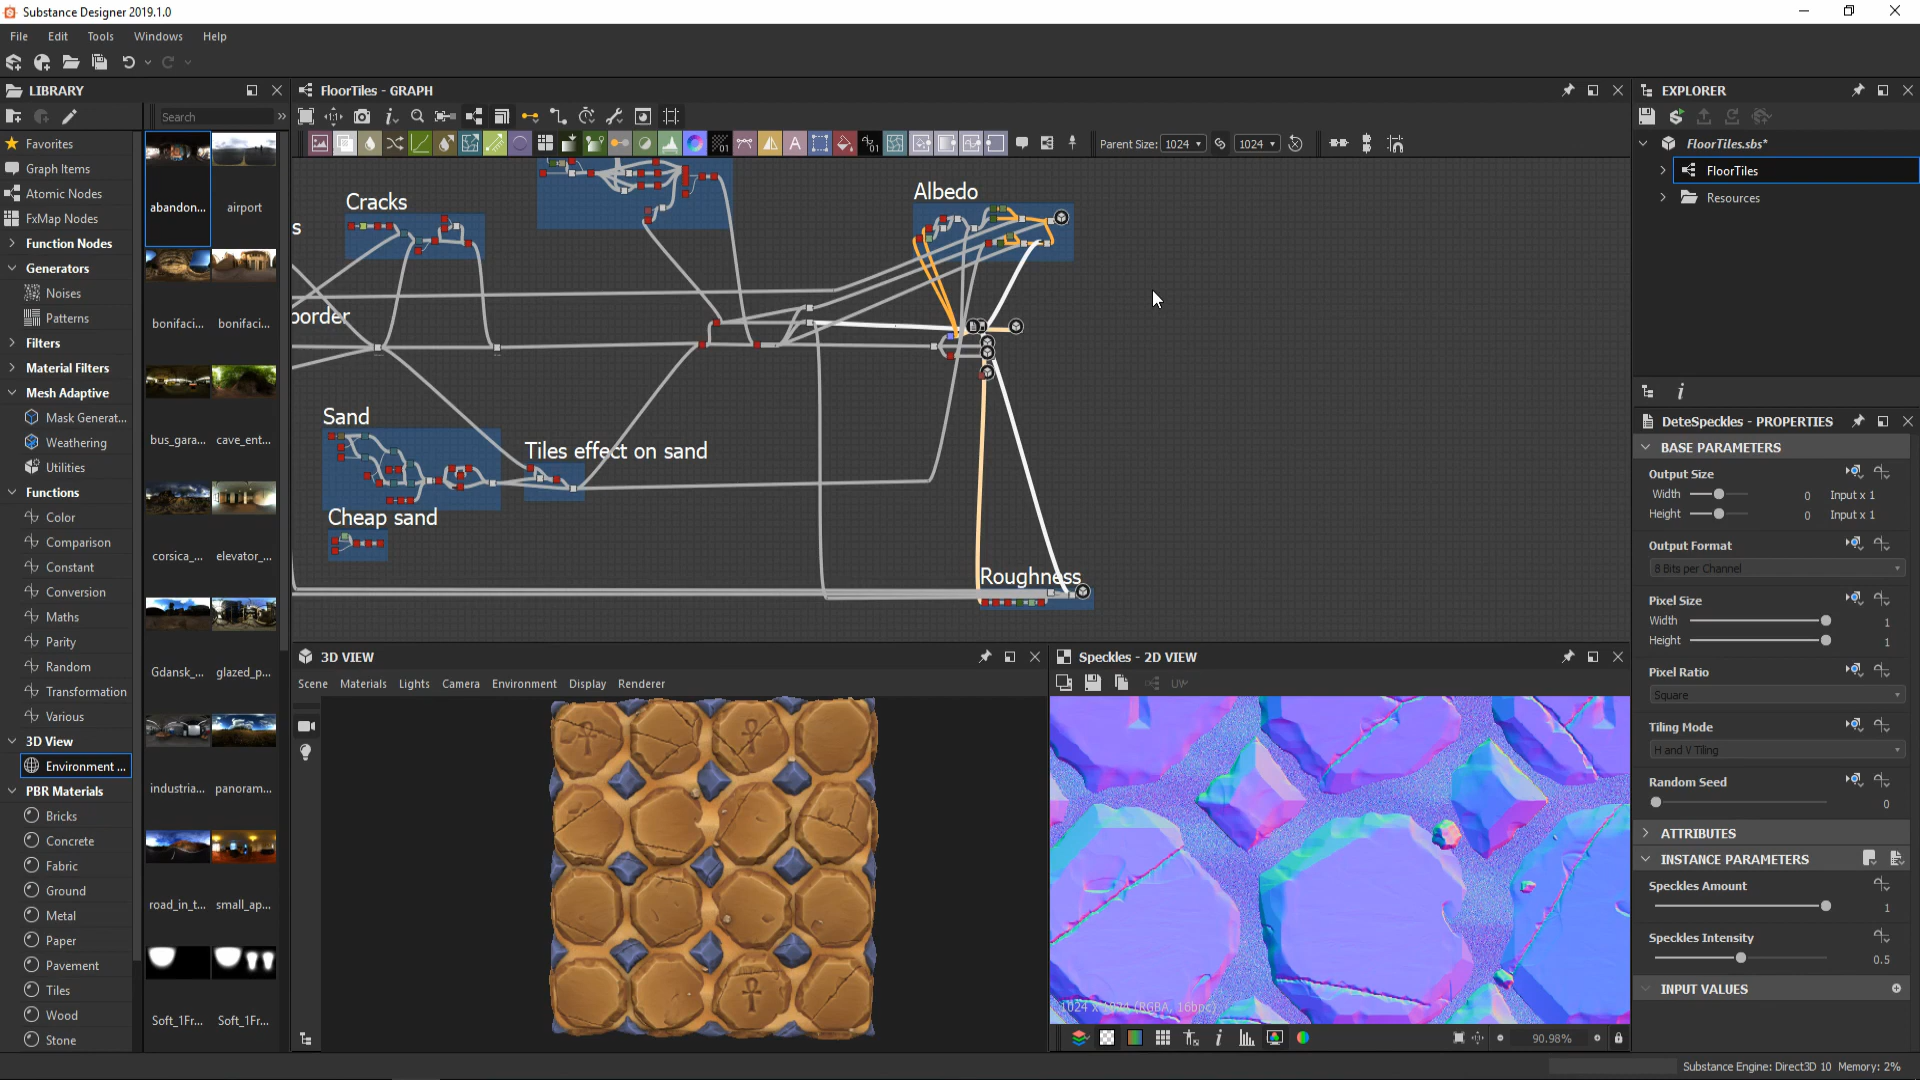 Substance Designer 2019.1.0
File Edit Tools Windows Help
LIBRARY
Search
Favorites
Graph Items
Atomic Nodes
FxMap Nodes
Function Nodes
Generators
Noises
Patterns
Filters
Material Filters
Mesh Adaptive
Mask Generat...
Weathering
Utilities
Functions
Color
Comparison
Constant
Conversion
Maths
Parity
Random
Transformation
Various
3D View
Environment ...
PBR Materials
Bricks
Concrete
Fabric
Ground
Metal
Paper
Pavement
Tiles
Wood
Stone
abandon... airport
bonifaci... bonifaci...
bus_gara... cave_ent...
corsica_... elevator_...
Gdansk_... glazed_p...
industria... panoram...
road_in_t... small_ap...
Soft_1Fr... Soft_1Fr...
FloorTiles - GRAPH
Parent Size: 1024 1024
Cracks
Albedo
s
border
Sand
Tiles effect on sand
Cheap sand
Roughness
3D VIEW
Scene Materials Lights Camera Environment Display Renderer
Speckles - 2D VIEW
UV
1024 x 1024 (RGBA, 16bpc)
90.98%
EXPLORER
FloorTiles.sbs*
FloorTiles
Resources
DeteSpeckles - PROPERTIES
BASE PARAMETERS
Output Size
Width 0 Input x 1
Height 0 Input x 1
Output Format
8 Bits per Channel
Pixel Size
Width 1
Height 1
Pixel Ratio
Square
Tiling Mode
H and V Tiling
Random Seed
0
ATTRIBUTES
INSTANCE PARAMETERS
Speckles Amount
1
Speckles Intensity
0.5
INPUT VALUES
Substance Engine: Direct3D 10 Memory: 2%